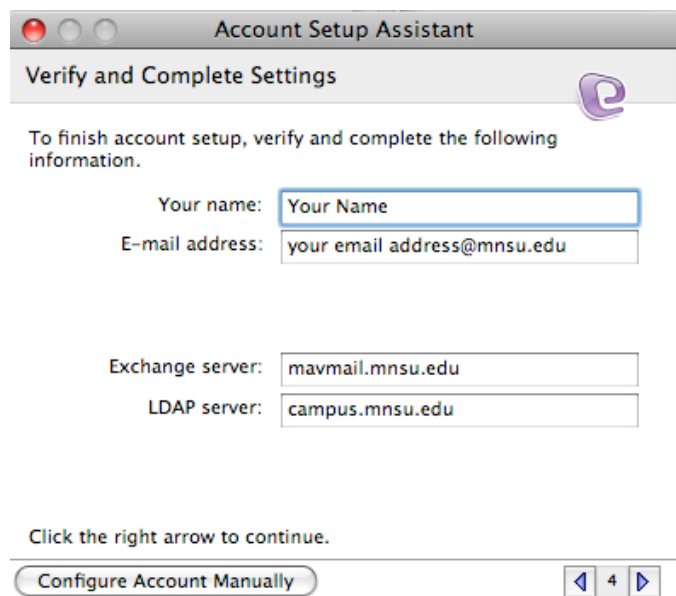 Account Setup Assistant
Verify and Complete Settings
To finish account setup, verify and complete the following
information.
Your name: Your Name
E-mail address: your email address@mnsu.edu
Exchange server: mavmail.mnsu.edu
LDAP server: campus.mnsu.edu
Click the right arrow to continue.
Configure Account Manually 4